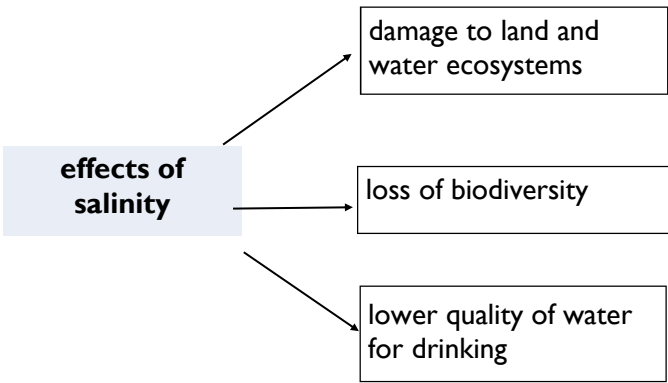 damage to land and
water ecosystems
effects of
salinity
loss of biodiversity
lower quality of water
for drinking